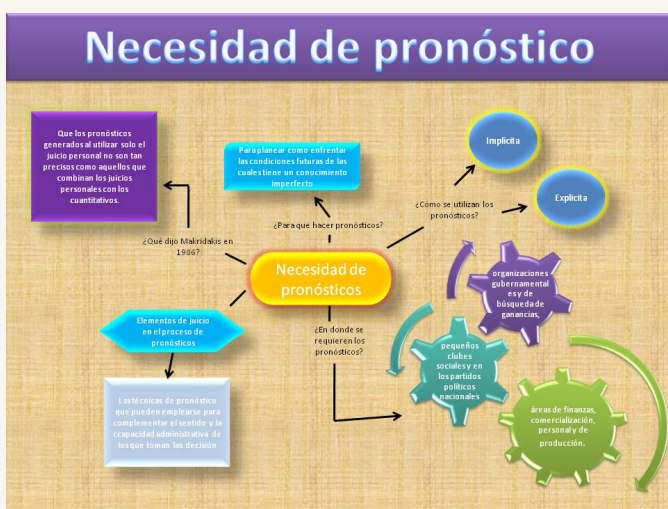 Necesidad de pronóstico
Que los pronósticos
generados al utilizar solo el
juicio personal no son tan
precisos como aquellos que
combinan los juicios
personales con los
cuantitativos.
Para planear como enfrentar
las condiciones futuras de las
cuales tiene un conocimiento
imperfecto
Implicita
Explicita
¿Cómo se utilizan los
pronósticos?
¿Para que hacer pronósticos?
¿Qué dijo Makridakis en
1986?
Necesidad de
pronósticos
organizaciones
gubernamental
es y de
búsqueda de
ganancias,
Elementos de juicio
en el proceso de
pronósticos
¿En donde se
requieren los
pronósticos?
pequeños
clubes
sociales y en
los partidos
políticos
nacionales
Las técnicas de pronóstico
que pueden emplearse para
complementar el sentido y la
ccapacidad administrativa de
los que toman las decisión
áreas de finanzas,
comercialización,
personal y de
producción.